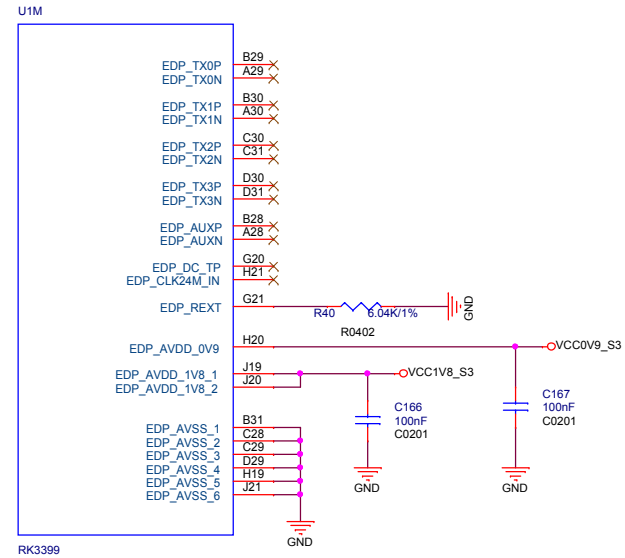 U1M
EDP_TX0P B29
EDP_TX0N A29
EDP_TX1P B30
EDP_TX1N A30
EDP_TX2P C30
EDP_TX2N C31
EDP_TX3P D30
EDP_TX3N D31
EDP_AUXP B28
EDP_AUXN A28
EDP_DC_TP G20
EDP_CLK24M_IN H21
EDP_REXT G21
R40 6.04K/1%
R0402
GND
EDP_AVDD_0V9 H20
VCC0V9_S3
EDP_AVDD_1V8_1 J19
EDP_AVDD_1V8_2 J20
VCC1V8_S3
C166
100nF
C0201
GND
C167
100nF
C0201
GND
EDP_AVSS_1 B31
EDP_AVSS_2 C28
EDP_AVSS_3 C29
EDP_AVSS_4 D29
EDP_AVSS_5 H19
EDP_AVSS_6 J21
GND
RK3399